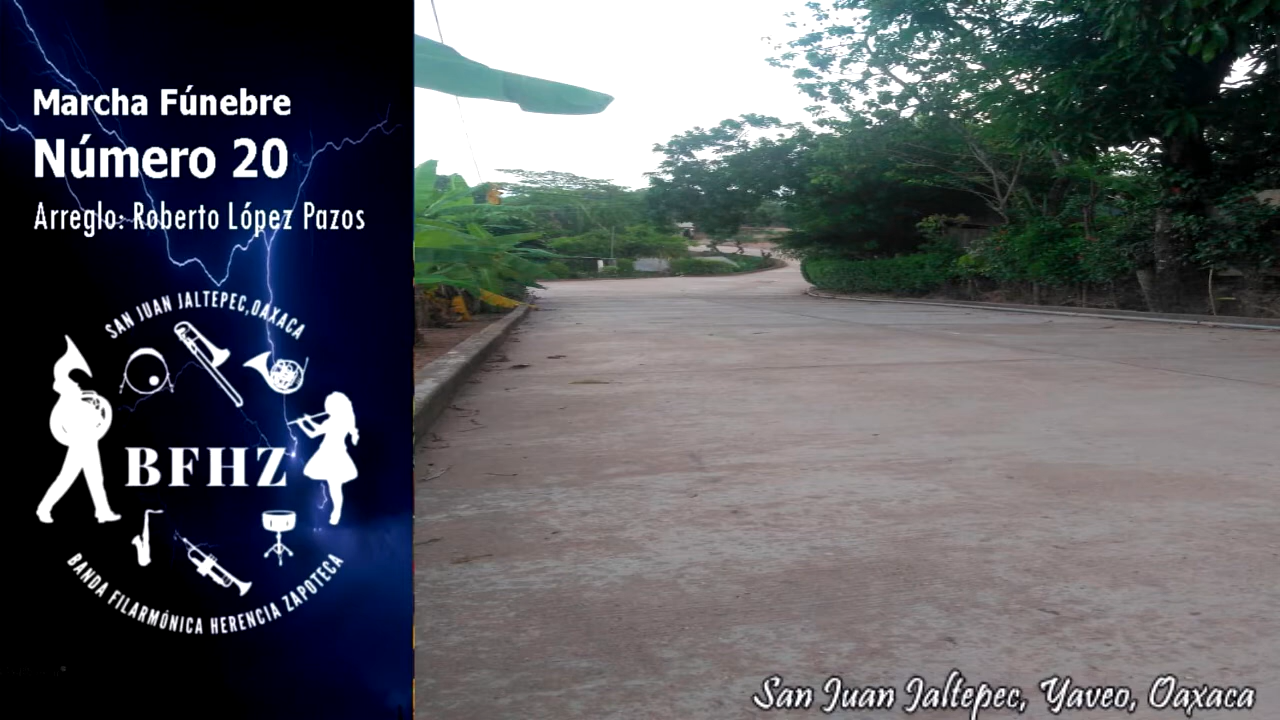 Marcha Fúnebre
Número 20
Arreglo: Roberto López Pazos
SAN JUAN JALTEPEC,OAXACA
BFHZ
BANDA FILARMÓNICA HERENCIA ZAPOTECA
San Juan Jaltepec, Yaveo, Oaxaca